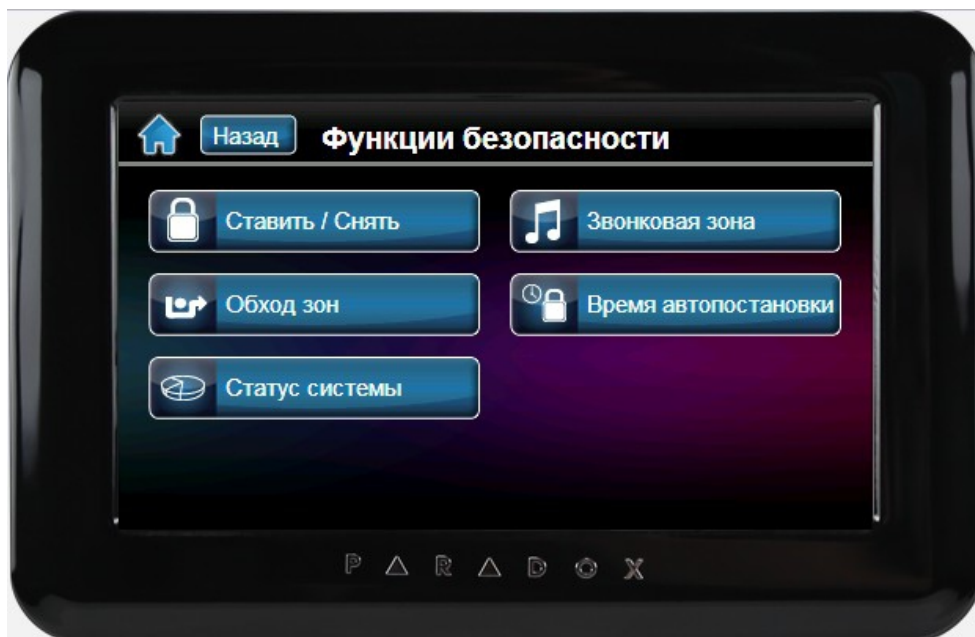 Назад
Функции безопасности
Ставить / Снять
Звонковая зона
Обход зон
Время автопостановки
Статус системы
PARADOX